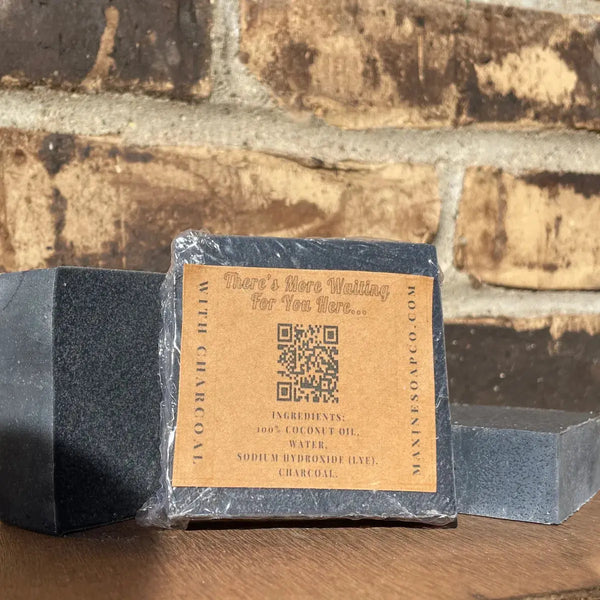 There's More Waiting
For You Here...
WITH CHARCOAL
MAXINESOAPCO.COM
INGREDIENTS:
100% COCONUT OIL,
WATER,
SODIUM HYDROXIDE (LYE),
CHARCOAL.